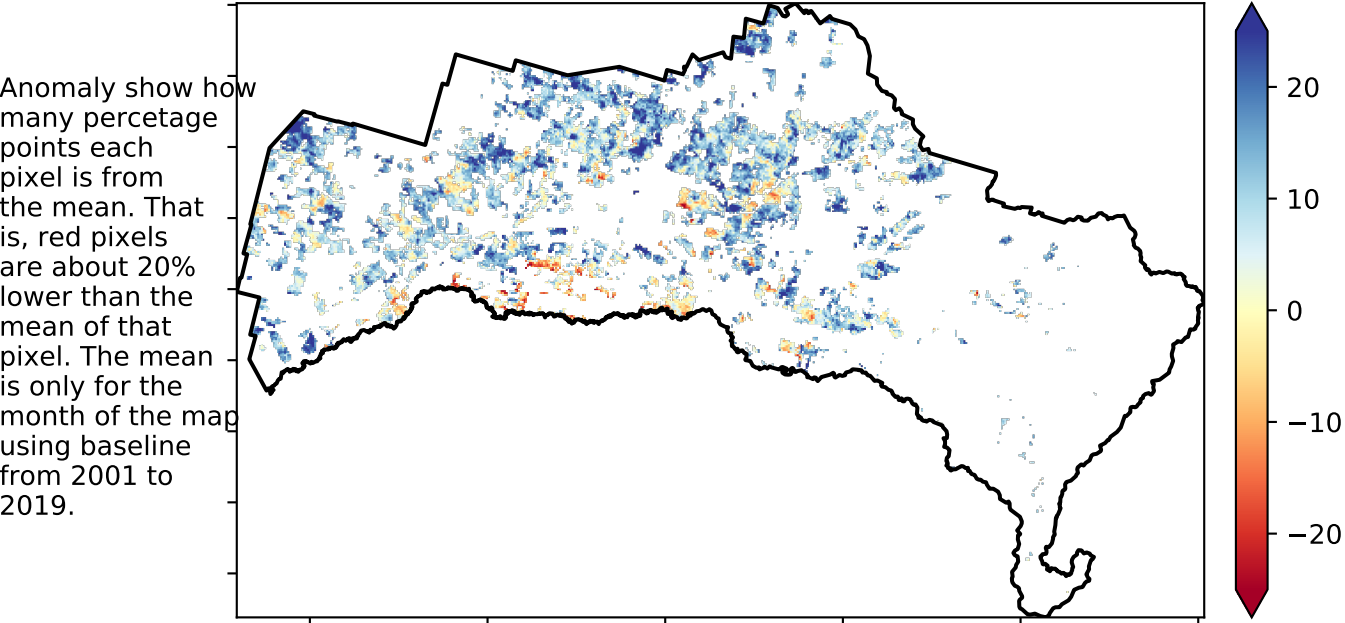 Anomaly show how
many percetage
points each
pixel is from
the mean. That
is, red pixels
are about 20%
lower than the
mean of that
pixel. The mean
is only for the
month of the map
using baseline
from 2001 to
2019.
20
10
0
−10
−20